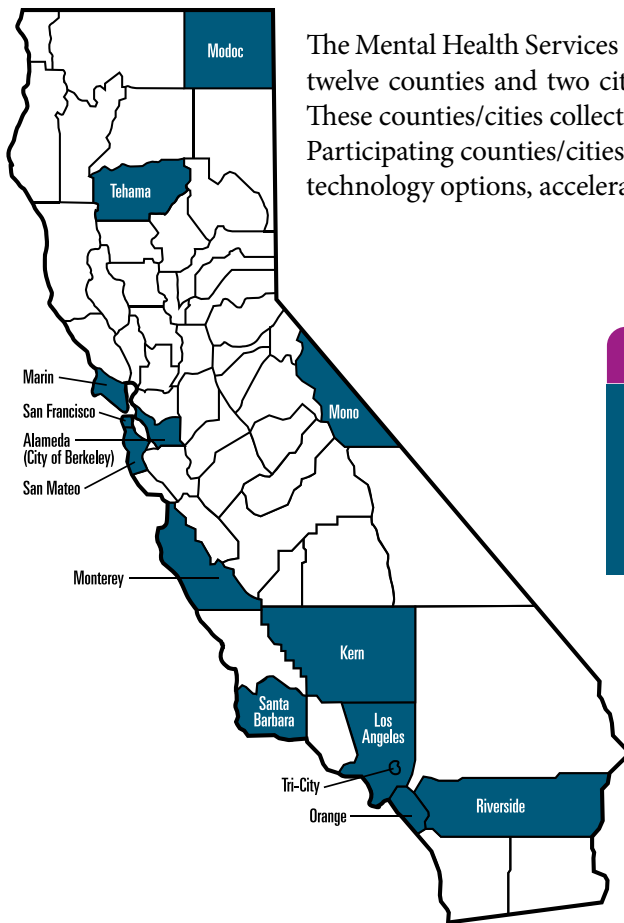 The Mental Health Services
twelve counties and two cit
These counties/cities collect
Participating counties/cities
technology options, accelera
Modoc
Tehama
Marin
San Francisco
Alameda
(City of Berkeley)
San Mateo
Mono
Monterey
Kern
Santa
Barbara
Los
Angeles
Tri-City
Orange
Riverside